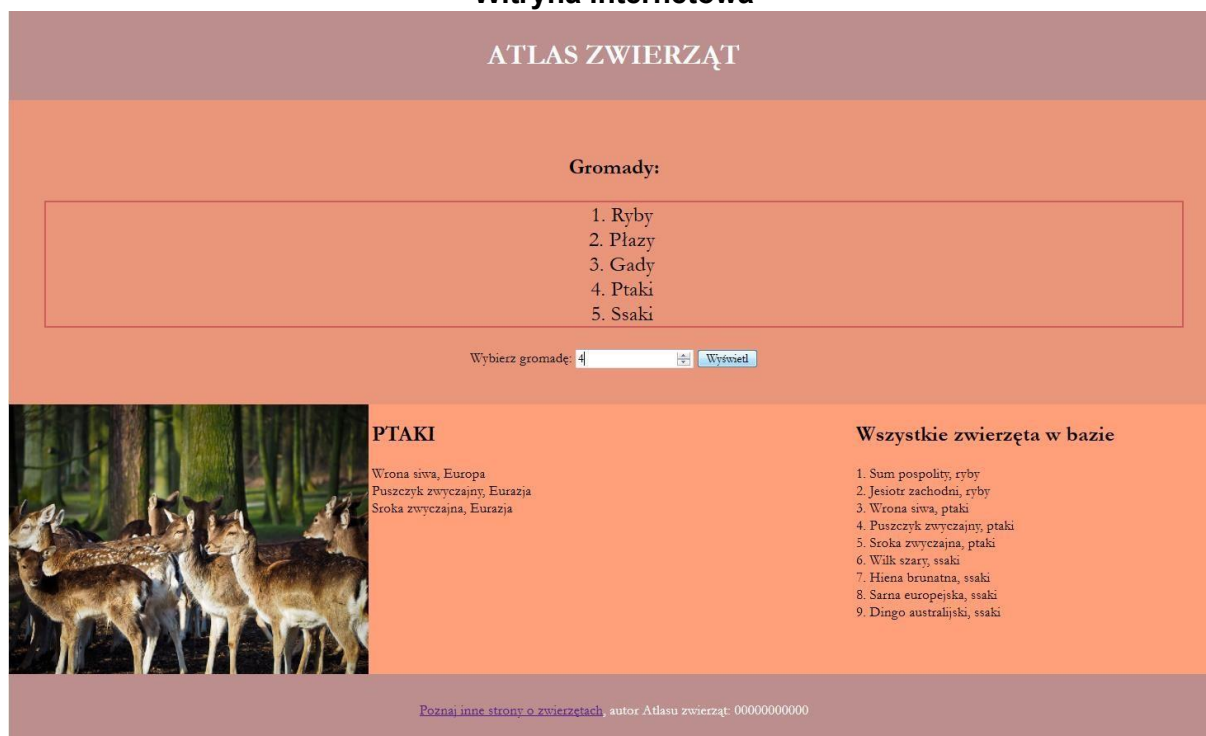 Witryna internetowa
ATLAS ZWIERZĄT
Gromady:
1. Ryby
2. Płazy
3. Gady
4. Ptaki
5. Ssaki
Wybierz gromadę: 4 Wyświetl
PTAKI
Wrona siwa, Europa
Puszczyk zwyczajny, Eurazja
Sroka zwyczajna, Eurazja
Wszystkie zwierzęta w bazie
1. Sum pospolity, ryby
2. Jesiotr zachodni, ryby
3. Wrona siwa, ptaki
4. Puszczyk zwyczajny, ptaki
5. Sroka zwyczajna, ptaki
6. Wilk szary, ssaki
7. Hiena brunatna, ssaki
8. Sarna europejska, ssaki
9. Dingo australijski, ssaki
Poznaj inne strony o zwierzętach, autor Atlasu zwierząt: 00000000000